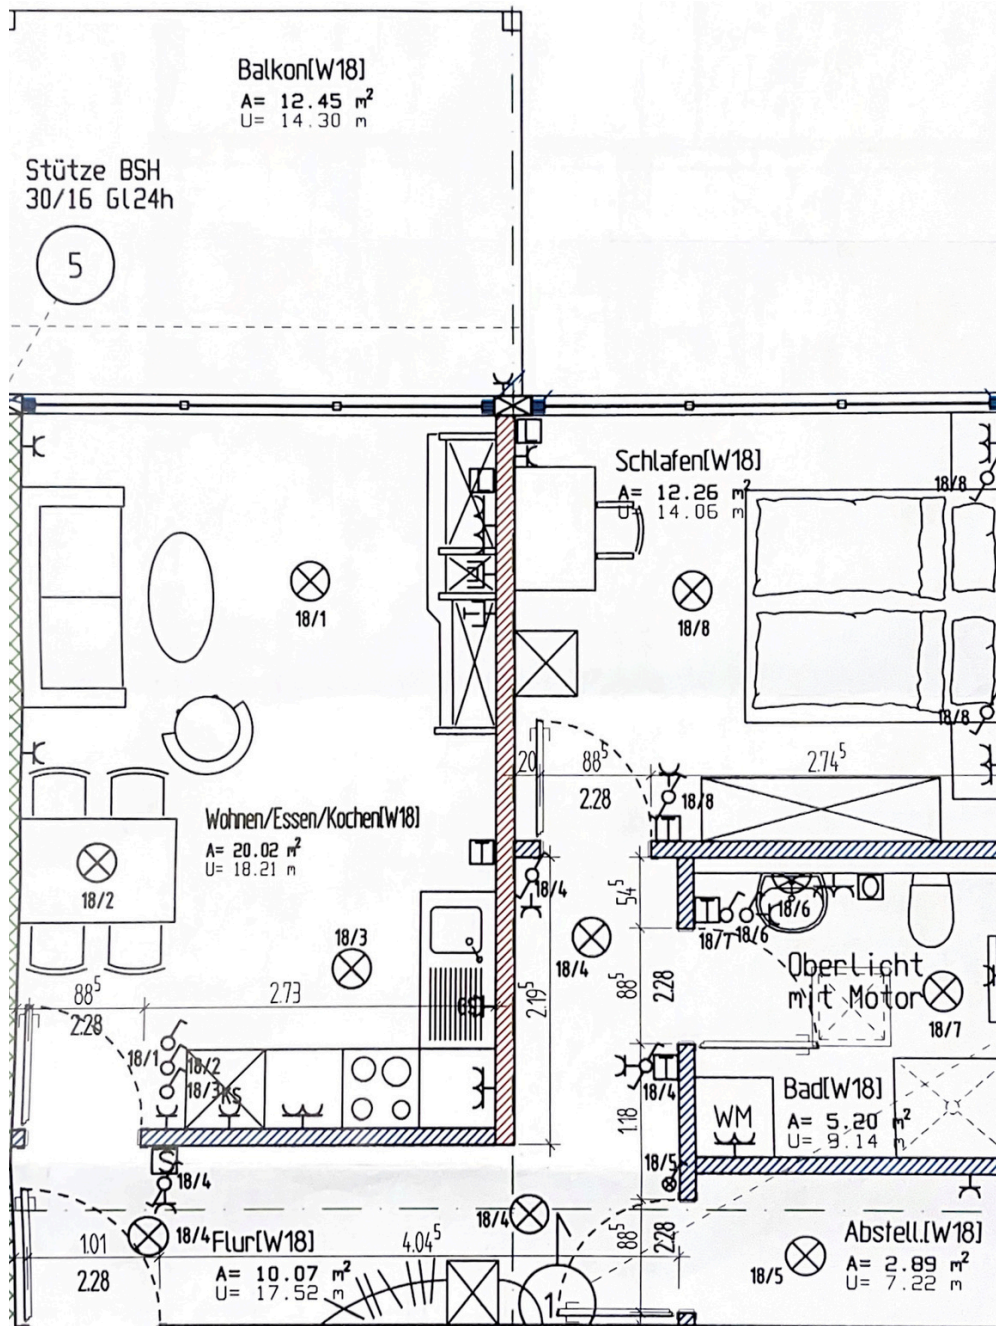 Balkon[W18]
A= 12.45 m²
U= 14.30 m
Stütze BSH
30/16 Gl24h
5
Schlafen[W18]
A= 12.26 m²
U= 14.06 m
18/8
18/1
18/8
18/8
20
88⁵
2.28
2.74⁵
18/8
Wohnen/Essen/Kochen[W18]
A= 20.02 m²
U= 18.21 m
18/2
18/3
18/4
54⁵
18/4
18/7
18/6
18/6
Oberlicht
mit Motor
18/7
88⁵
2.28
2.73
2.19⁵
88⁵
2.28
18/1
18/2
18/3
KS
18/4
1.18
WM
Bad[W18]
A= 5.20 m²
U= 9.14 m
18/4
18/5
18/4
18/4
Flur[W18]
A= 10.07 m²
U= 17.52 m
1.01
2.28
4.04⁵
88⁵
2.28
1
18/5
Abstell.[W18]
A= 2.89 m²
U= 7.22 m